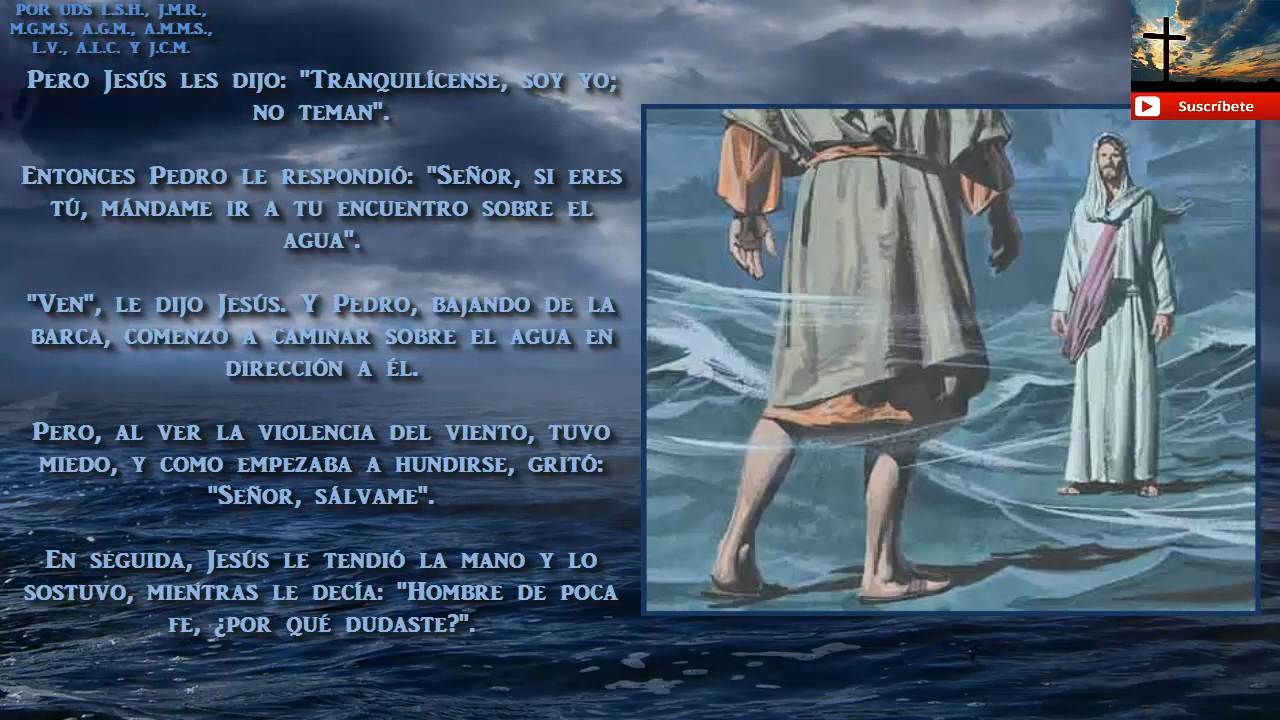 POR UDS L.S.H., J.M.R.,
M.G.M.S, A.G.M., A.M.M.S.,
L.V., A.L.C. Y J.C.M.
Pero Jesús les dijo: "Tranquilícense, soy yo;
no teman".
Entonces Pedro le respondió: "Señor, si eres
tú, mándame ir a tu encuentro sobre el
agua".
"Ven", le dijo Jesús. Y Pedro, bajando de la
barca, comenzó a caminar sobre el agua en
dirección a él.
Pero, al ver la violencia del viento, tuvo
miedo, y como empezaba a hundirse, gritó:
"Señor, sálvame".
En seguida, Jesús le tendió la mano y lo
sostuvo, mientras le decía: "Hombre de poca
fe, ¿por qué dudaste?".
Suscríbete